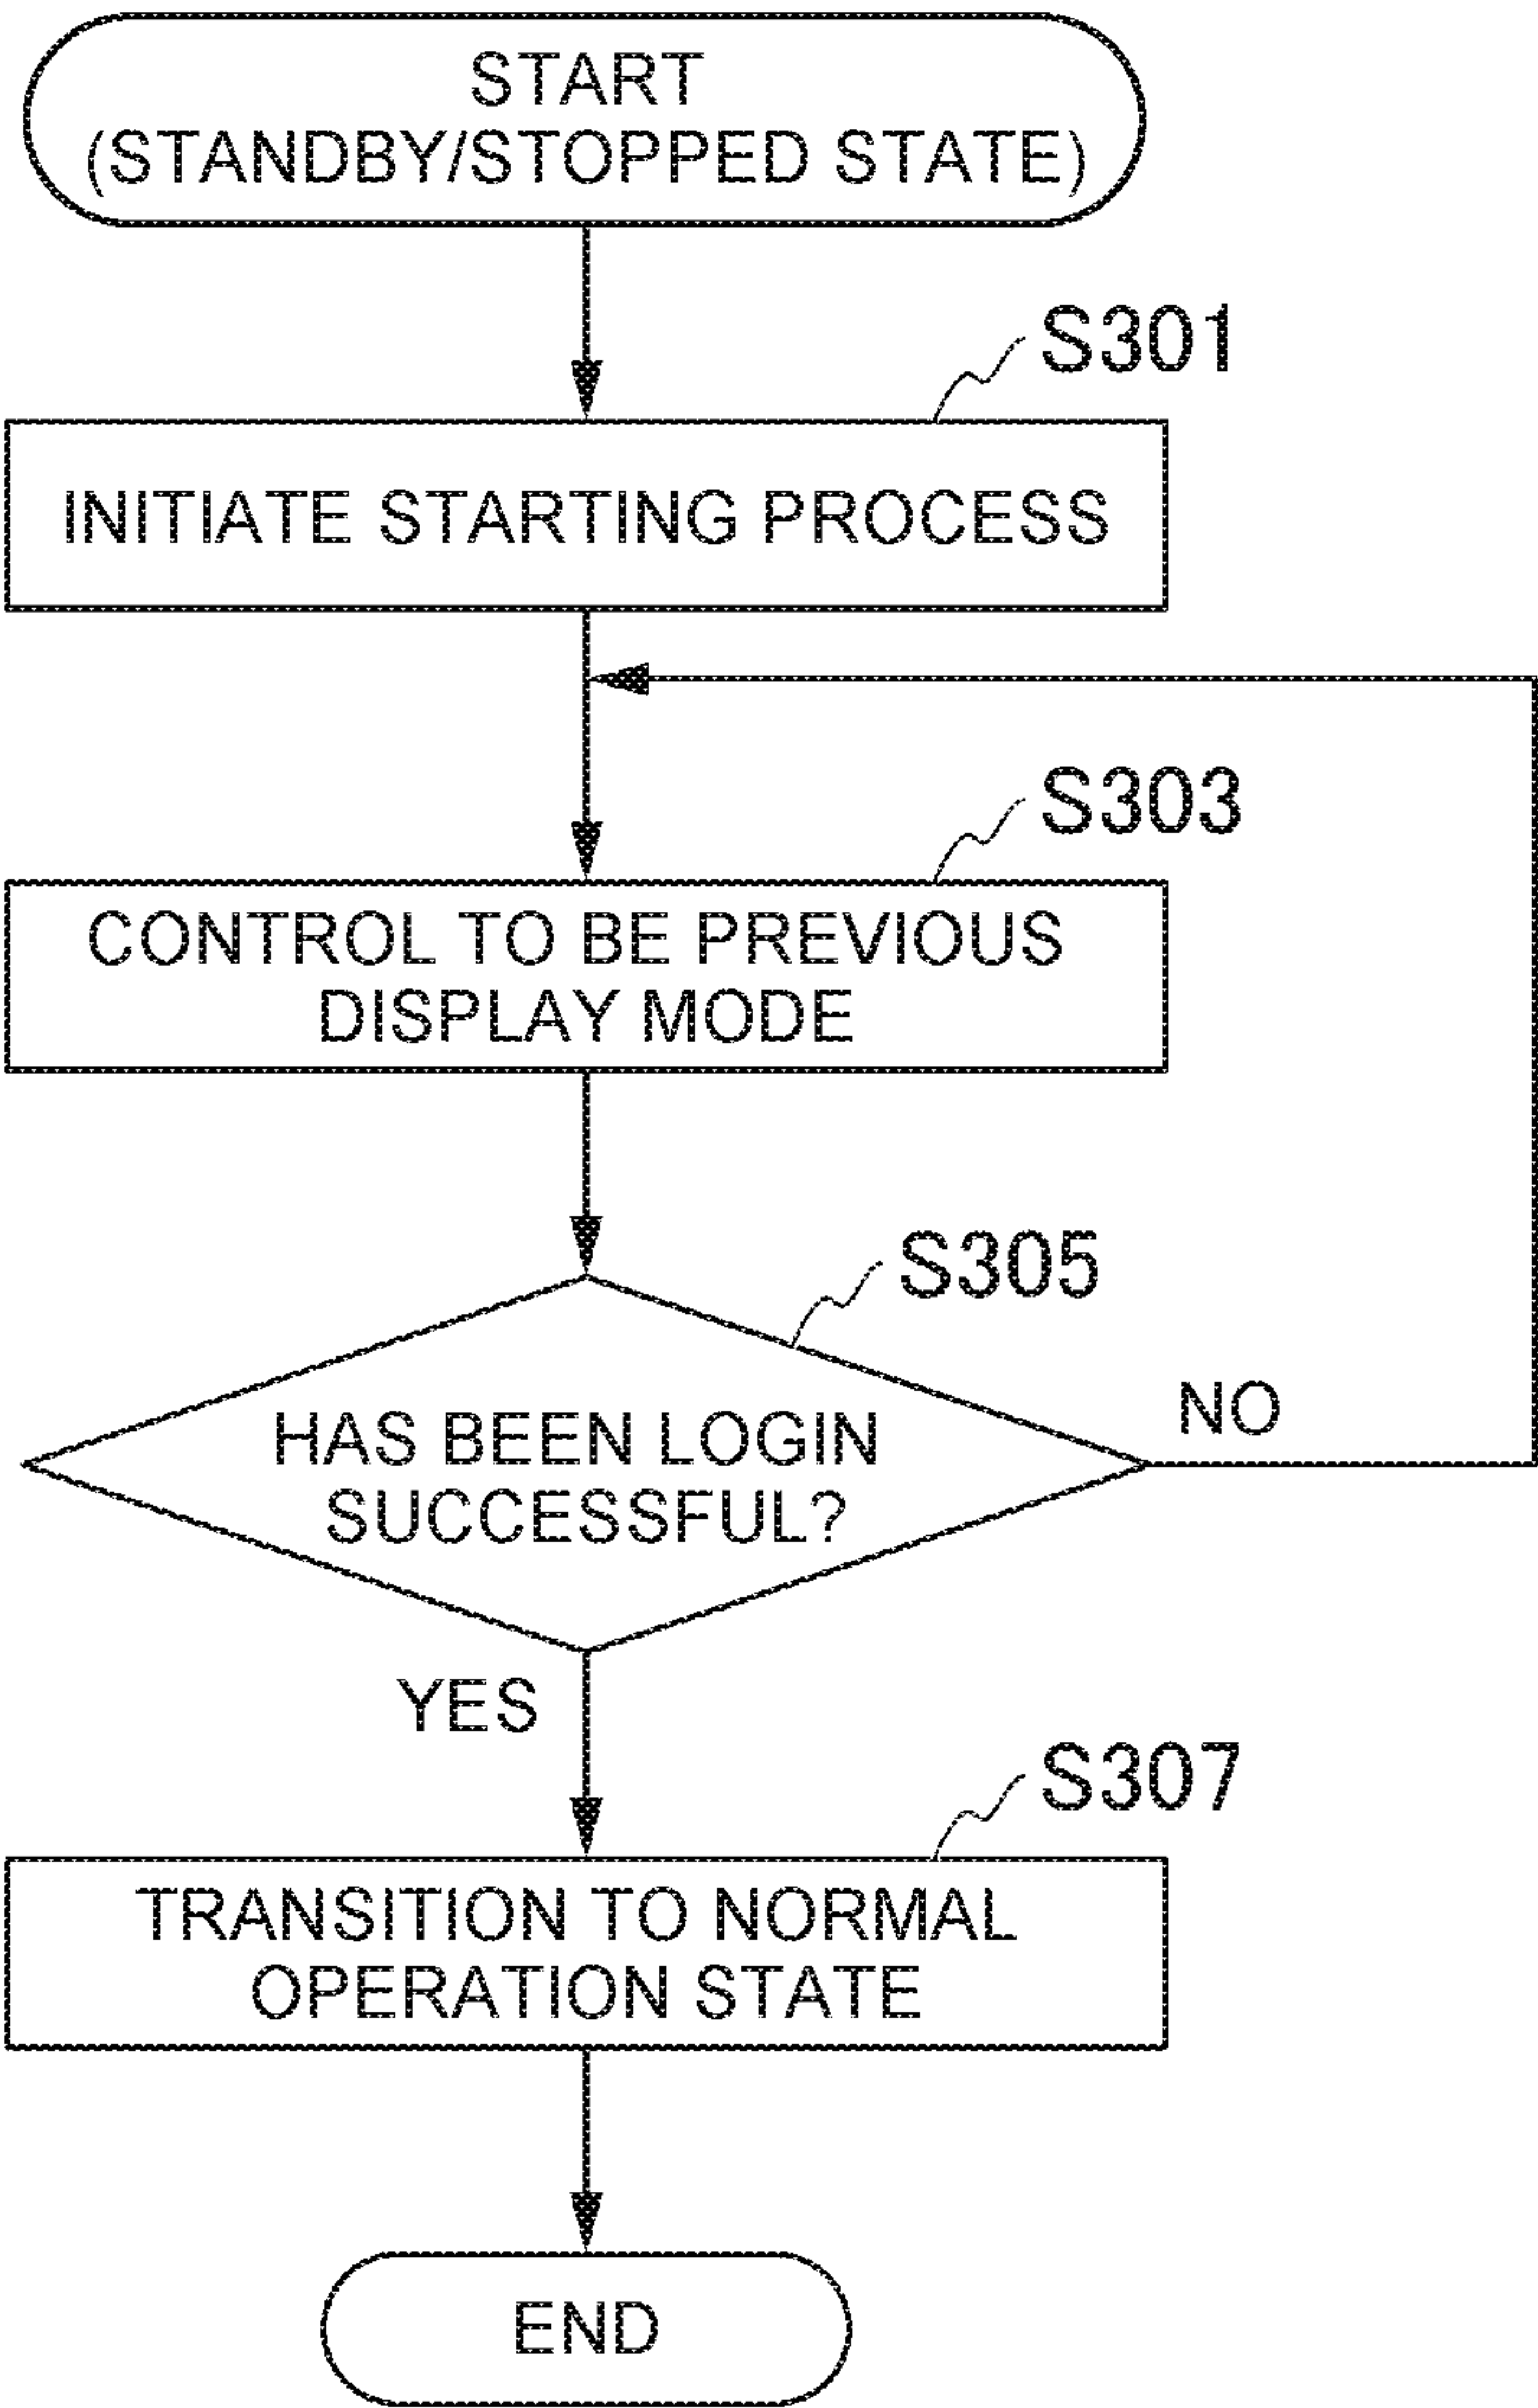 START
(STANDBY/STOPPED STATE)
S301
INITIATE STARTING PROCESS
S303
CONTROL TO BE PREVIOUS
DISPLAY MODE
S305
HAS BEEN LOGIN
SUCCESSFUL?
NO
YES
S307
TRANSITION TO NORMAL
OPERATION STATE
END